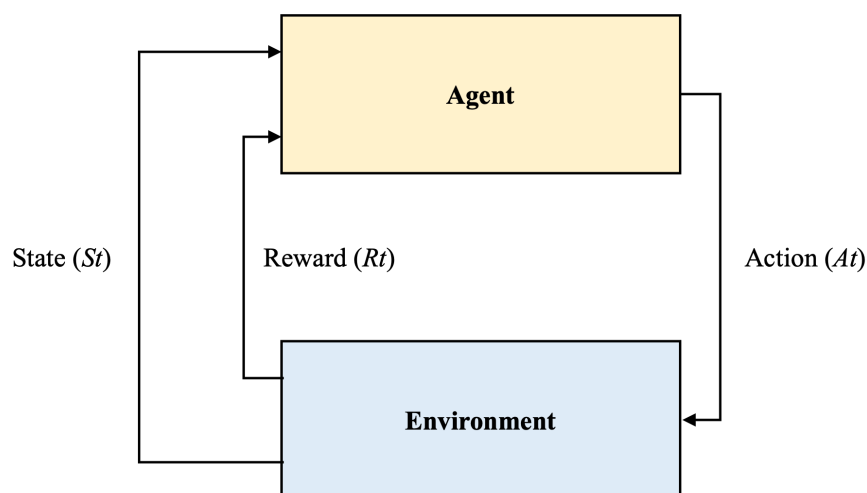 Agent
State (St)
Reward (Rt)
Action (At)
Environment